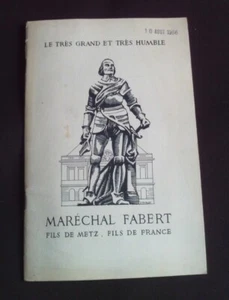 LE TRÈS GRAND ET TRÈS HUMBLE
MARÉCHAL FABERT
FILS DE METZ . FILS DE FRANCE